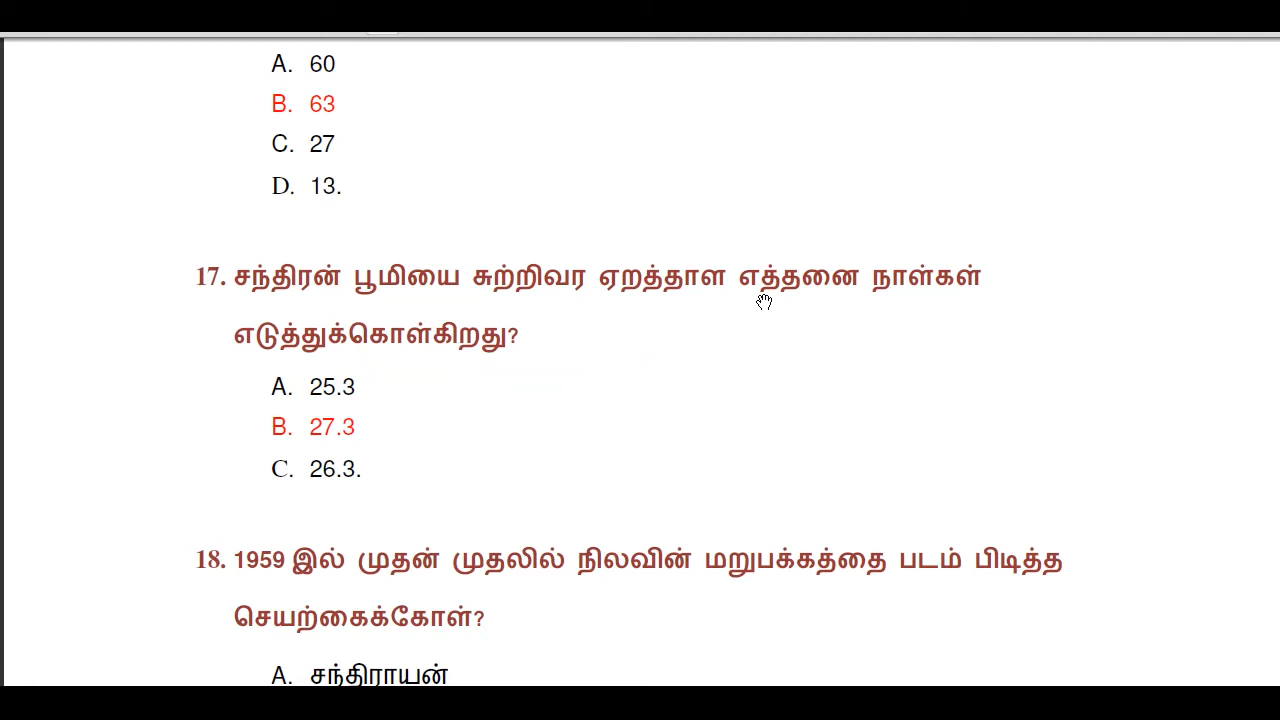 A. 60
B. 63
C. 27
D. 13.
17. சந்திரன் பூமியை சுற்றிவர ஏறத்தாள எத்தனை நாள்கள்
எடுத்துக்கொள்கிறது?
A. 25.3
B. 27.3
C. 26.3.
18. 1959 இல் முதன் முதலில் நிலவின் மறுபக்கத்தை படம் பிடித்த
செயற்கைக்கோள்?
A. சந்திராயன்